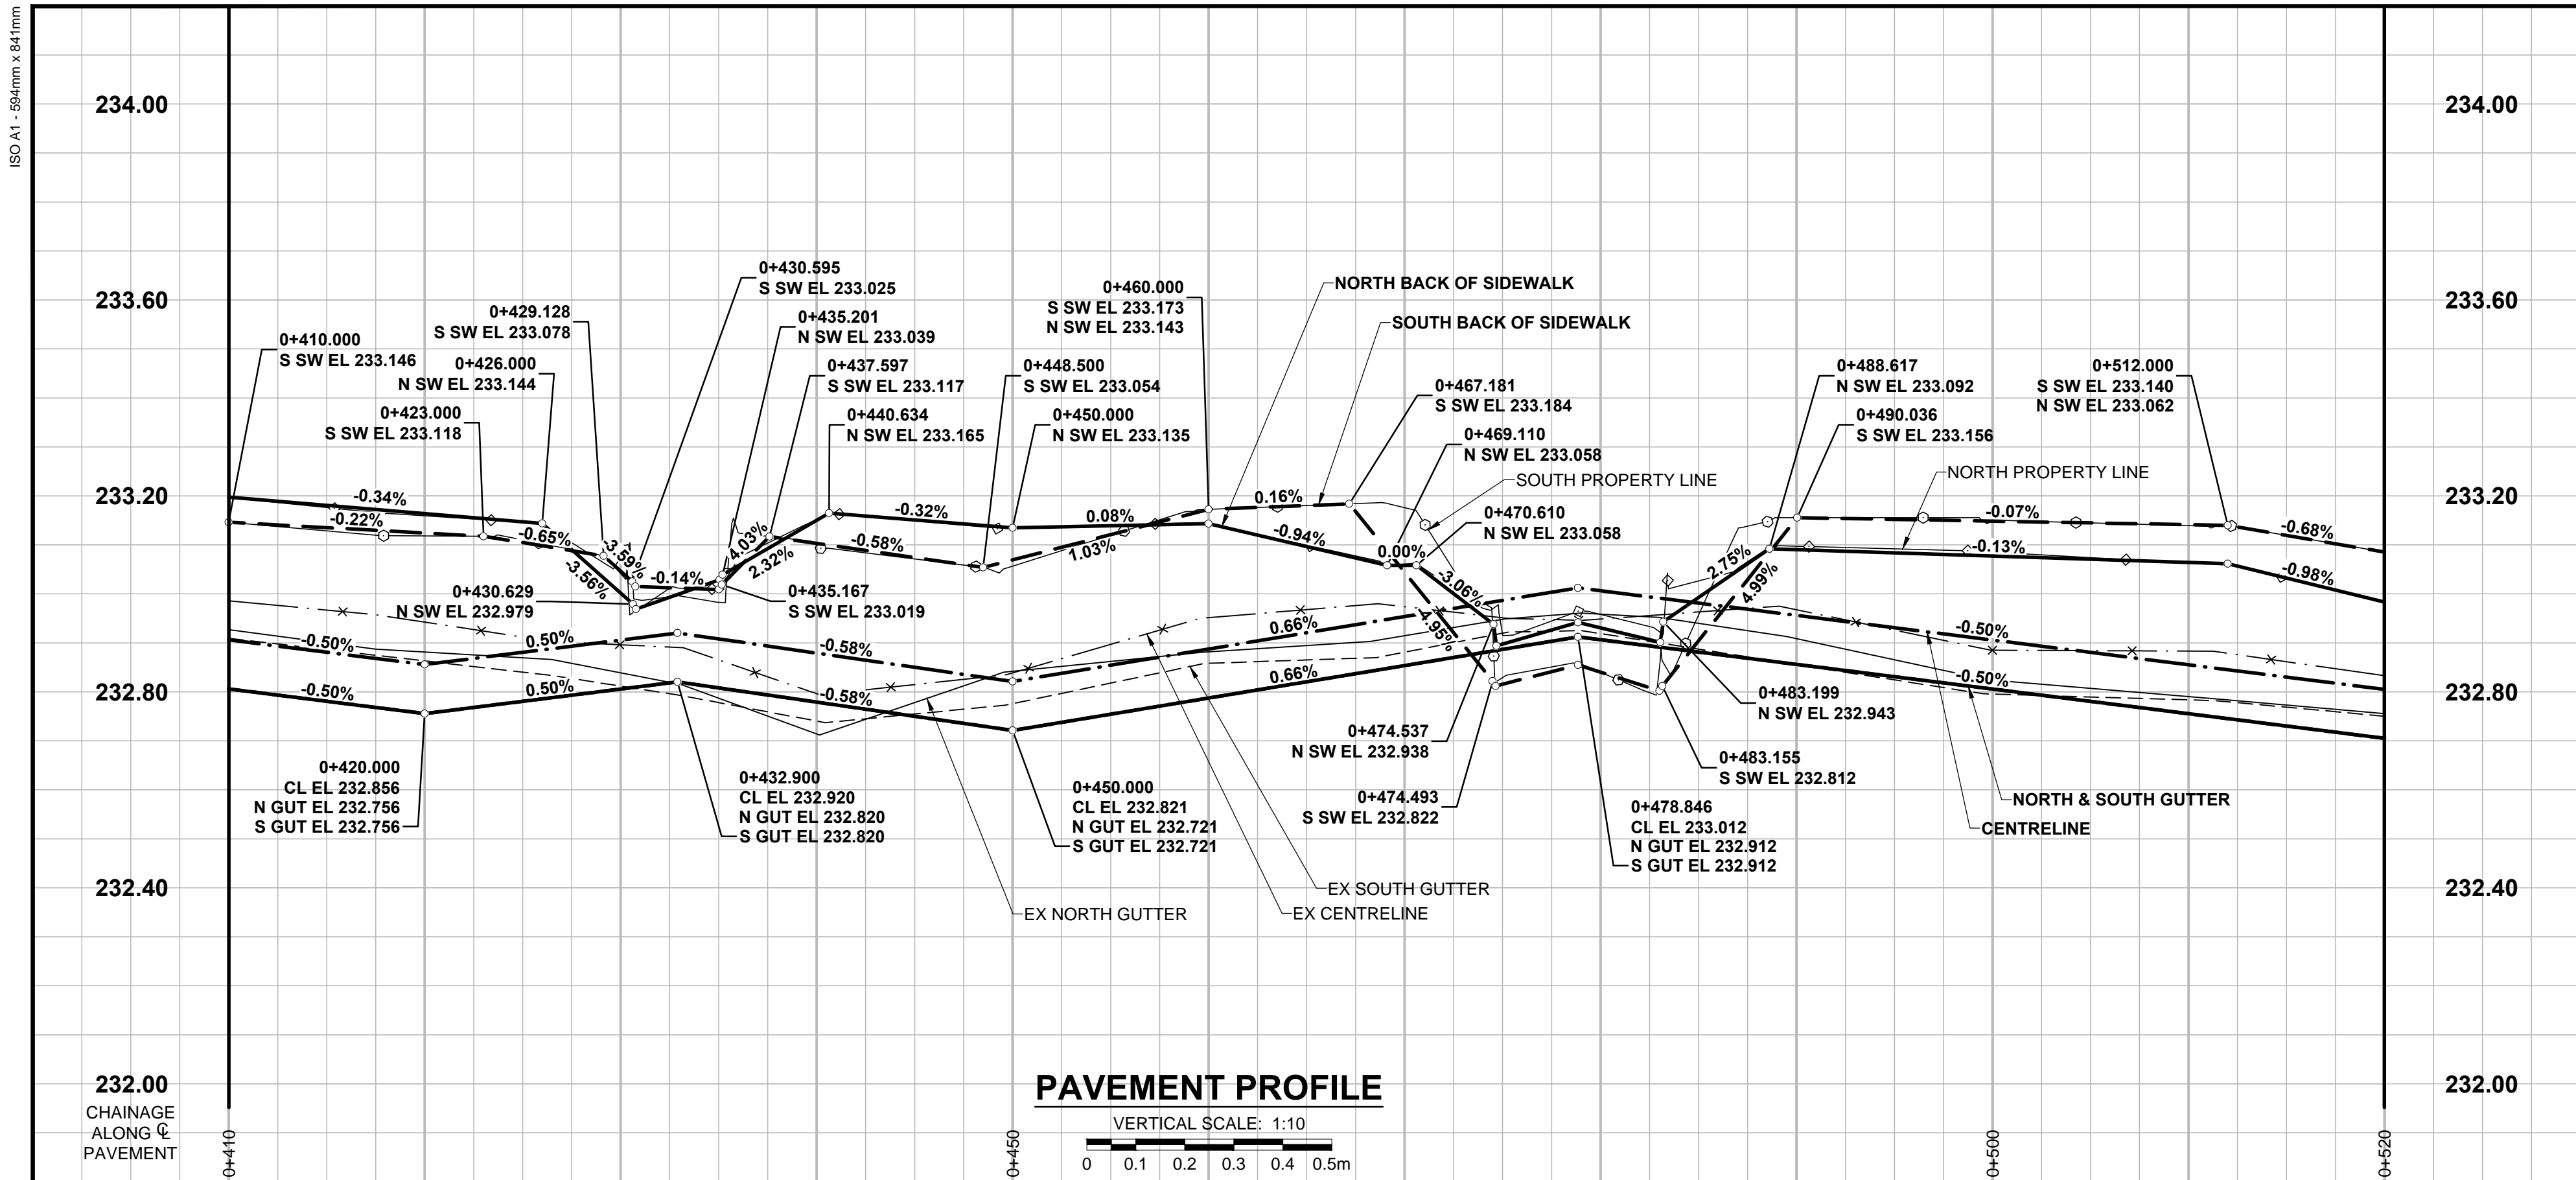 ISO A1 - 594mm x 841mm
234.00
234.00
233.60
233.60
233.20
233.20
232.80
232.80
232.40
232.40
232.00
232.00
0+410.000
S SW EL 233.146
0+423.000
S SW EL 233.118
0+426.000
N SW EL 233.144
0+429.128
S SW EL 233.078
0+430.595
S SW EL 233.025
0+435.201
N SW EL 233.039
0+437.597
S SW EL 233.117
0+440.634
N SW EL 233.165
0+448.500
S SW EL 233.054
0+450.000
N SW EL 233.135
0+460.000
S SW EL 233.173
N SW EL 233.143
NORTH BACK OF SIDEWALK
SOUTH BACK OF SIDEWALK
0+467.181
S SW EL 233.184
0+469.110
N SW EL 233.058
SOUTH PROPERTY LINE
0+470.610
N SW EL 233.058
0+488.617
N SW EL 233.092
0+490.036
S SW EL 233.156
NORTH PROPERTY LINE
0+512.000
S SW EL 233.140
N SW EL 233.062
-0.34%
-0.22%
-0.65%
-3.59%
-3.56%
-0.14%
4.03%
2.32%
-0.32%
-0.58%
0.08%
1.03%
0.16%
-0.94%
0.00%
-3.06%
4.95%
2.75%
4.99%
-0.07%
-0.13%
-0.68%
-0.98%
0+430.629
N SW EL 232.979
0+435.167
S SW EL 233.019
-0.50%
0.50%
-0.58%
0.66%
-0.50%
-0.50%
0.50%
-0.58%
0.66%
-0.50%
0+420.000
CL EL 232.856
N GUT EL 232.756
S GUT EL 232.756
0+432.900
CL EL 232.920
N GUT EL 232.820
S GUT EL 232.820
0+450.000
CL EL 232.821
N GUT EL 232.721
S GUT EL 232.721
0+474.537
N SW EL 232.938
0+474.493
S SW EL 232.822
0+478.846
CL EL 233.012
N GUT EL 232.912
S GUT EL 232.912
0+483.199
N SW EL 232.943
0+483.155
S SW EL 232.812
NORTH & SOUTH GUTTER
CENTRELINE
EX SOUTH GUTTER
EX NORTH GUTTER
EX CENTRELINE
CHAINAGE
ALONG ℄
PAVEMENT
0+410
0+450
0+500
0+520
PAVEMENT PROFILE
VERTICAL SCALE: 1:10
0 0.1 0.2 0.3 0.4 0.5m